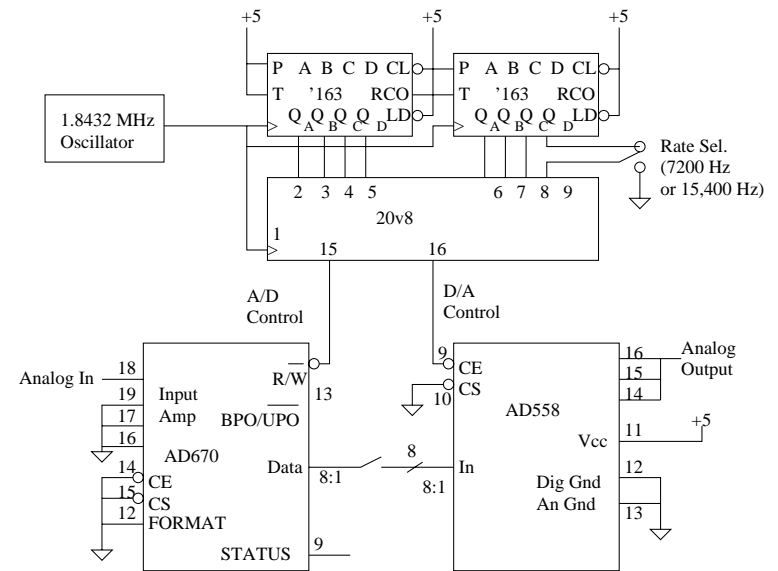 +5
+5
+5
P A B C D CL
T '163 RCO
Q Q Q Q LD
A B C D
P A B C D CL
T '163 RCO
Q Q Q Q LD
A B C D
1.8432 MHz
Oscillator
Rate Sel.
(7200 Hz
or 15,400 Hz)
2 3 4 5 6 7 8 9
20v8
1
15 16
A/D
Control
D/A
Control
Analog In
18
19
17
16
14
15
12
Input
Amp
AD670
CE
CS
FORMAT
R/W
13
BPO/UPO
Data
8:1
STATUS
9
8
8:1
9
10
CE
CS
AD558
In
Vcc
Dig Gnd
An Gnd
16
15
14
11
12
13
Analog
Output
+5